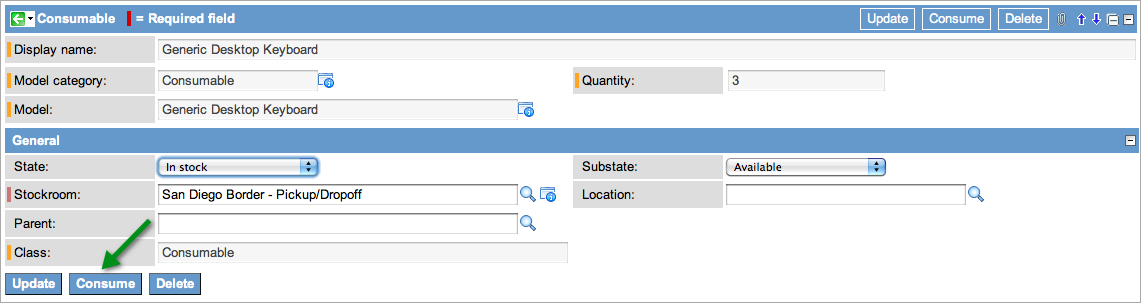 Consumable = Required field Update Consume Delete
Display name: Generic Desktop Keyboard
Model category: Consumable Quantity: 3
Model: Generic Desktop Keyboard
General
State: In stock Substate: Available
Stockroom: San Diego Border - Pickup/Dropoff Location:
Parent:
Class: Consumable
Update Consume Delete